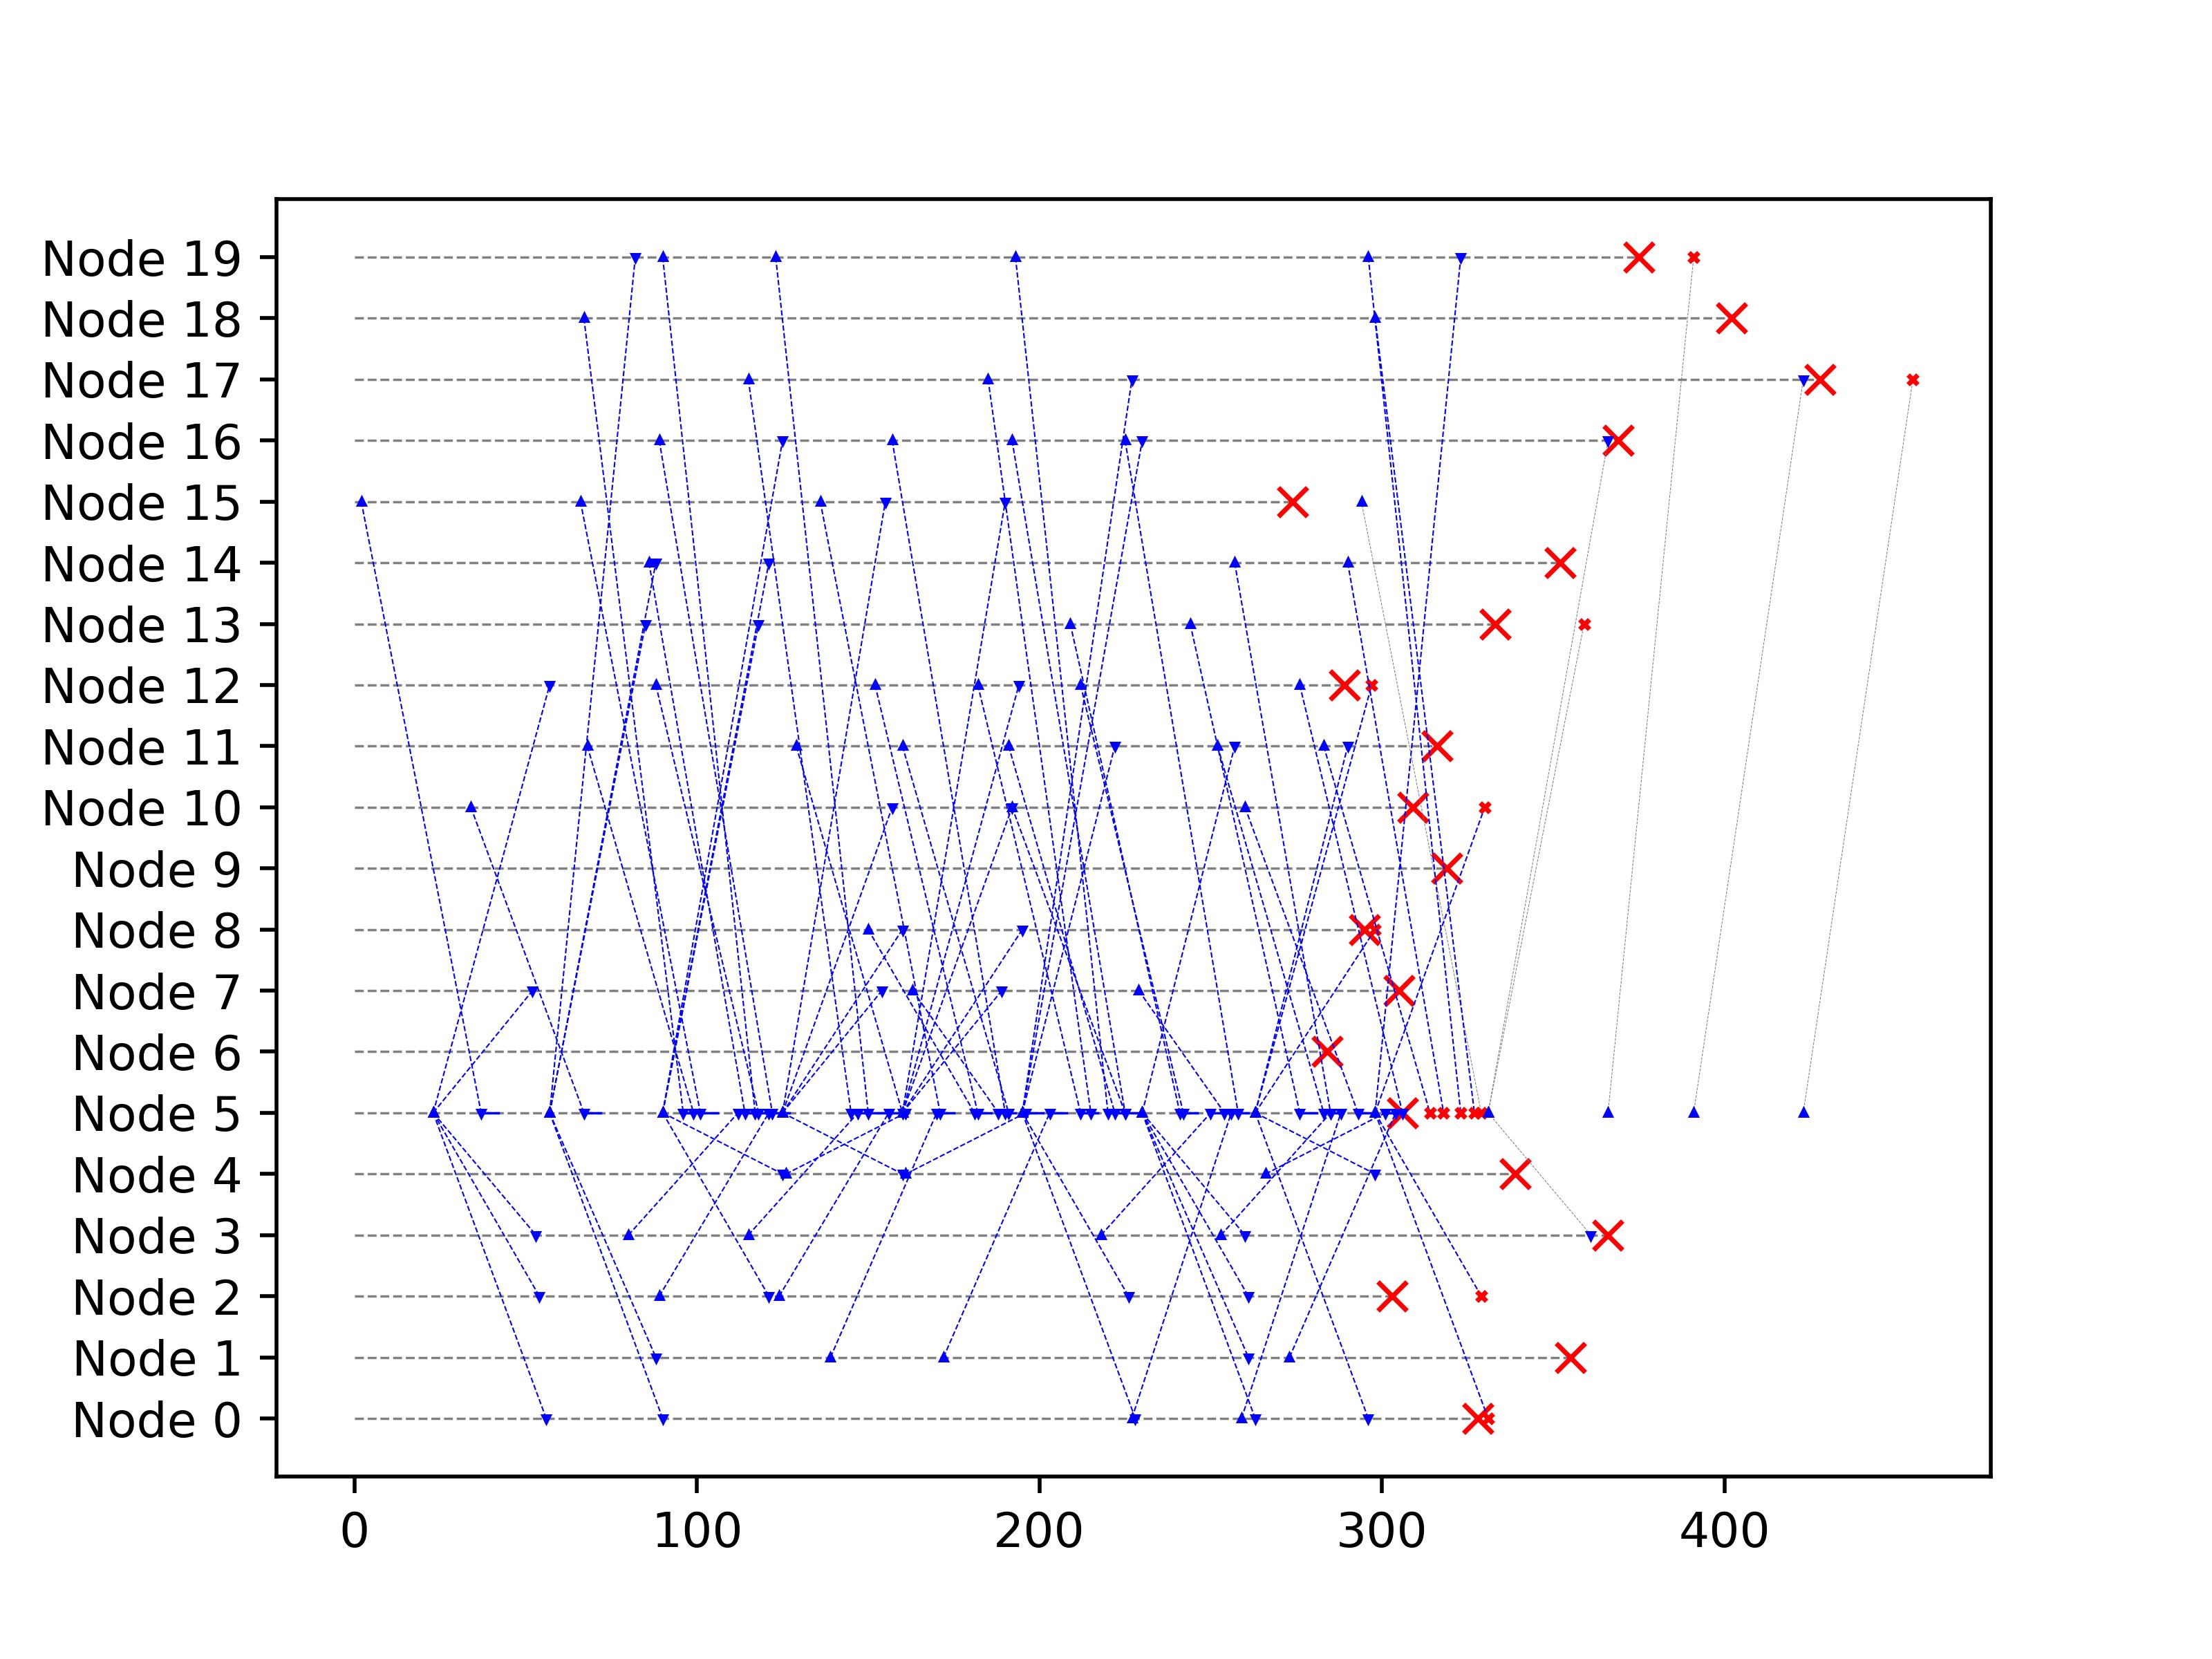 Node 19
Node 18
Node 17
Node 16
Node 15
Node 14
Node 13
Node 12
Node 11
Node 10
Node 9
Node 8
Node 7
Node 6
Node 5
Node 4
Node 3
Node 2
Node 1
Node 0
0 100 200 300 400